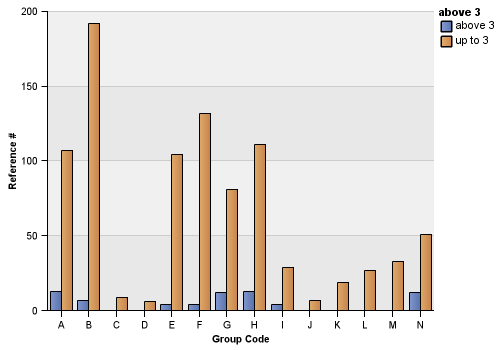 above 3
above 3
up to 3
200
150
100
50
0
Reference #
A B C D E F G H I J K L M N
Group Code